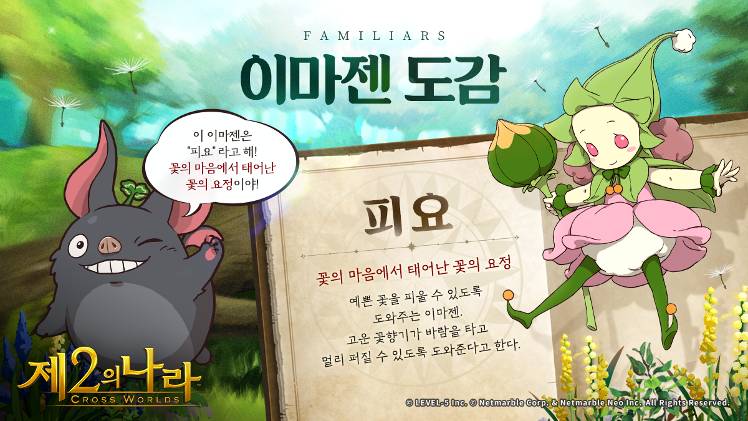 FAMILIARS
이마젠 도감
이 이마젠은
"피요" 라고 해!
꽃의 마음에서 태어난
꽃의 요정이야!
피요
꽃의 마음에서 태어난 꽃의 요정
예쁜 꽃을 피울 수 있도록
도와주는 이마젠.
고운 꽃향기가 바람을 타고
멀리 퍼질 수 있도록 도와준다고 한다.
제2의나라
CROSS WORLDS
© LEVEL-5 Inc. © Netmarble Corp. & Netmarble Neo Inc. All Rights Reserved.